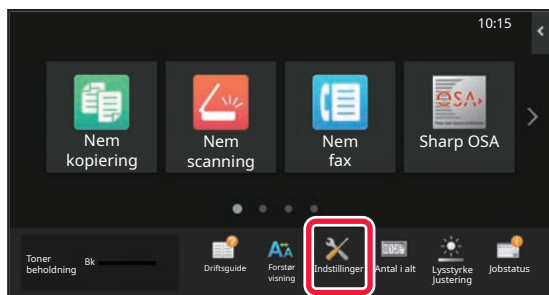 10:15
Nem
kopiering
Nem
scanning
Nem
fax
Sharp OSA
OSA
Toner
beholdning
Bk
Driftsguide
Forstør
visning
Indstillinger
Antal i alt
Lysstyrke
Justering
Jobstatus